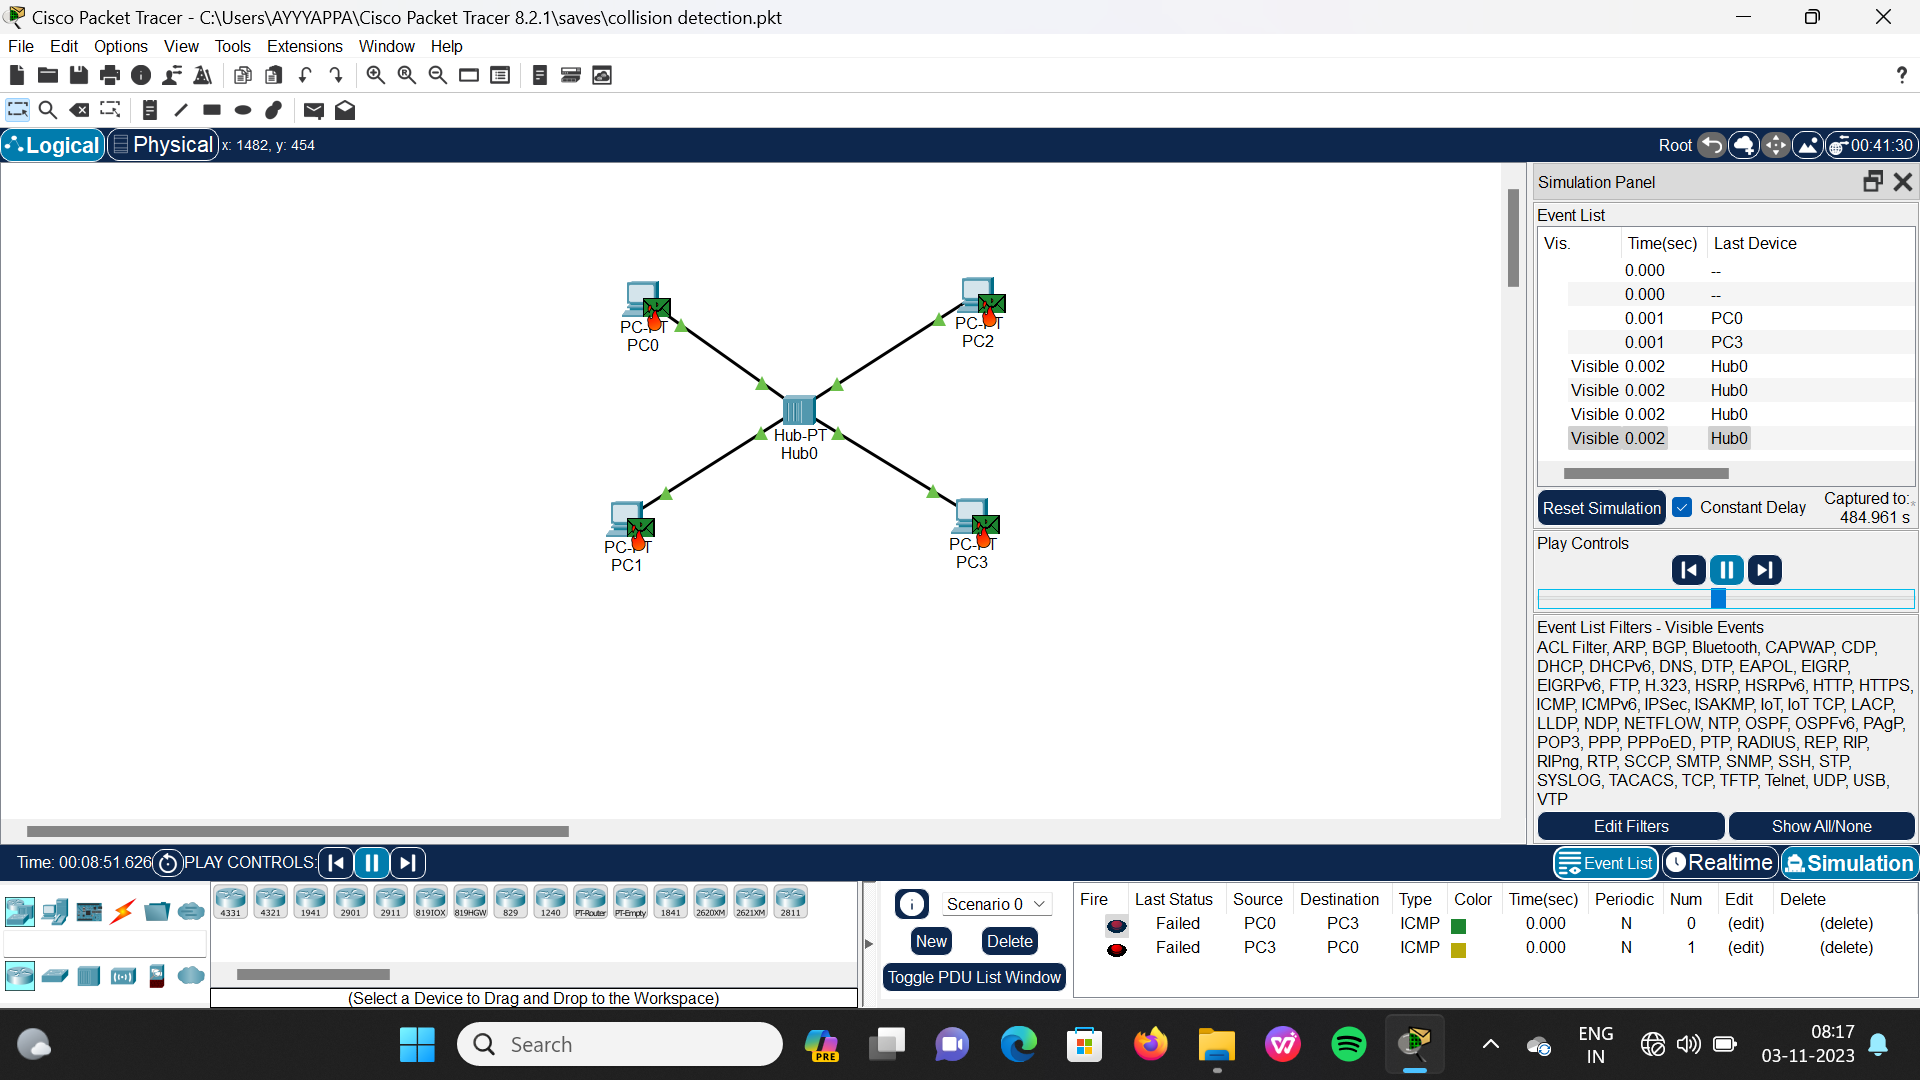 Cisco Packet Tracer - C:\Users\AYYYAPPA\Cisco Packet Tracer 8.2.1\saves\collision detection.pkt
File Edit Options View Tools Extensions Window Help
?
Logical Physical x: 1482, y: 454 Root 00:41:30
PC-PT
PC0
PC-PT
PC2
Hub-PT
Hub0
PC-PT
PC1
PC-PT
PC3
Simulation Panel
Event List
Vis. Time(sec) Last Device
0.000 --
0.000 --
0.001 PC0
0.001 PC3
Visible 0.002 Hub0
Visible 0.002 Hub0
Visible 0.002 Hub0
Visible 0.002 Hub0
Reset Simulation Constant Delay Captured to:
484.961 s
Play Controls
Event List Filters - Visible Events
ACL Filter, ARP, BGP, Bluetooth, CAPWAP, CDP,
DHCP, DHCPv6, DNS, DTP, EAPOL, EIGRP,
EIGRPv6, FTP, H.323, HSRP, HSRPv6, HTTP, HTTPS,
ICMP, ICMPv6, IPSec, ISAKMP, IoT, IoT TCP, LACP,
LLDP, NDP, NETFLOW, NTP, OSPF, OSPFv6, PAgP,
POP3, PPP, PPPoED, PTP, RADIUS, REP, RIP,
RIPng, RTP, SCCP, SMTP, SNMP, SSH, STP,
SYSLOG, TACACS, TCP, TFTP, Telnet, UDP, USB,
VTP
Edit Filters Show All/None
Time: 00:08:51.626 PLAY CONTROLS: Event List Realtime Simulation
4331 4321 1941 2901 2911 819IOX 819HGW 829 1240 PT-Router PT-Empty 1841 2620XM 2621XM 2811
(Select a Device to Drag and Drop to the Workspace)
Scenario 0
New Delete
Toggle PDU List Window
Fire Last Status Source Destination Type Color Time(sec) Periodic Num Edit Delete
Failed PC0 PC3 ICMP 0.000 N 0 (edit) (delete)
Failed PC3 PC0 ICMP 0.000 N 1 (edit) (delete)
Search
PRE
ENG
IN
08:17
03-11-2023